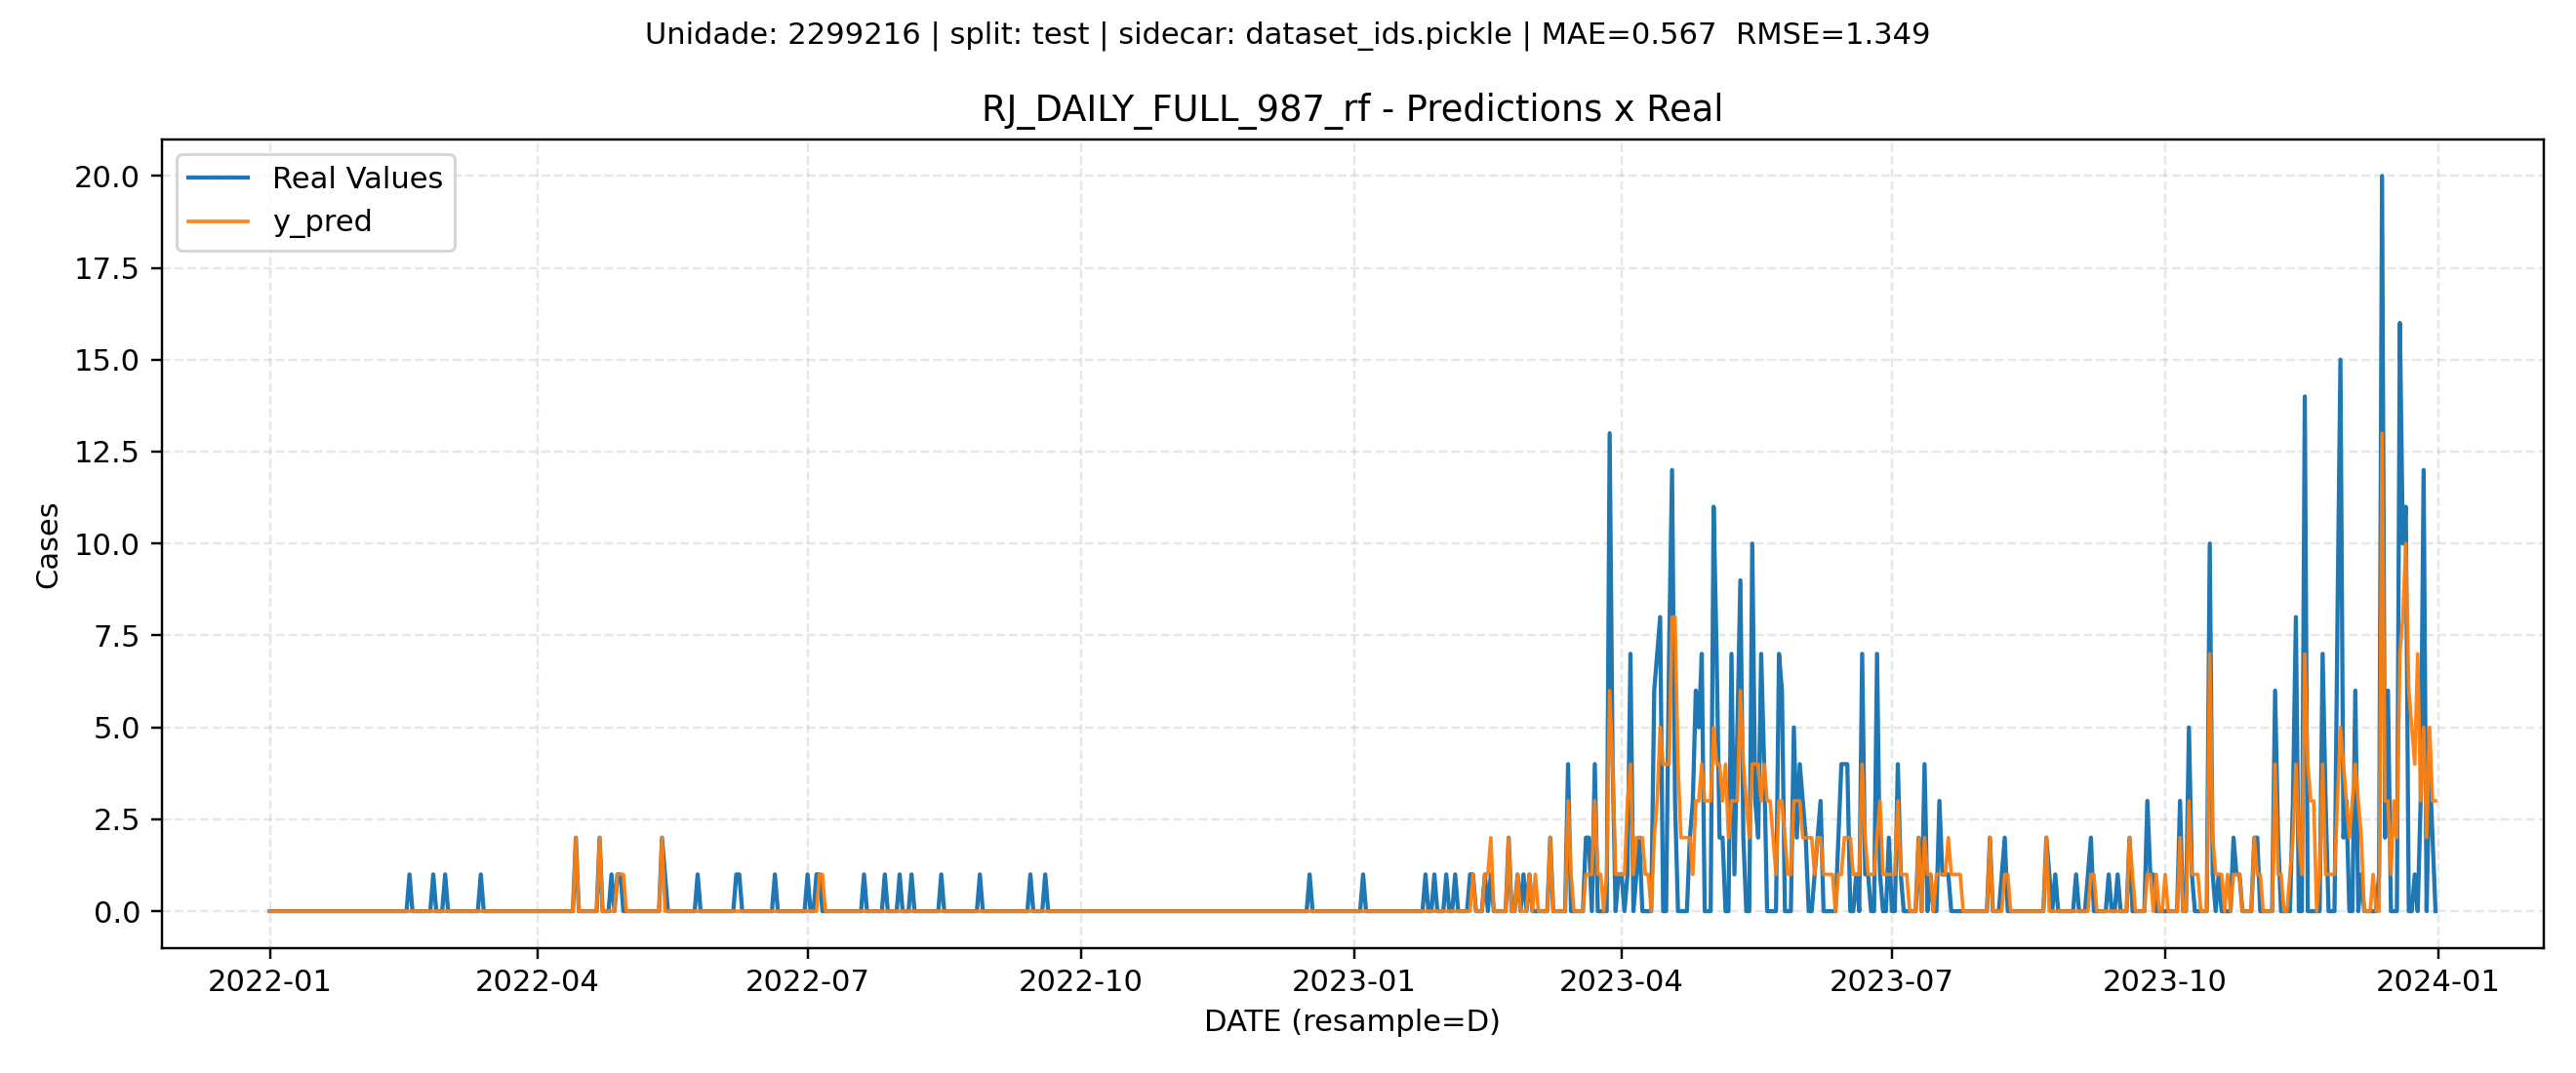 Unidade: 2299216 | split: test | sidecar: dataset_ids.pickle | MAE=0.567  RMSE=1.349
RJ_DAILY_FULL_987_rf - Predictions x Real
Real Values
y_pred
20.0
17.5
15.0
12.5
10.0
7.5
5.0
2.5
0.0
Cases
2022-01 2022-04 2022-07 2022-10 2023-01 2023-04 2023-07 2023-10 2024-01
DATE (resample=D)